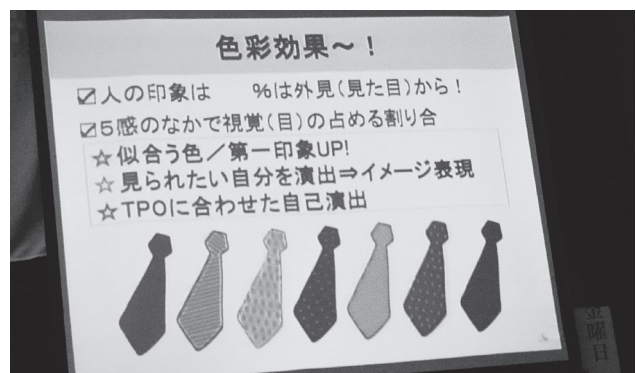 色彩効果～！
☑人の印象は　　％は外見(見た目)から！
☑5感のなかで視覚(目)の占める割り合
☆似合う色／第一印象UP!
☆見られたい自分を演出⇒イメージ表現
☆TPOに合わせた自己演出
金曜日